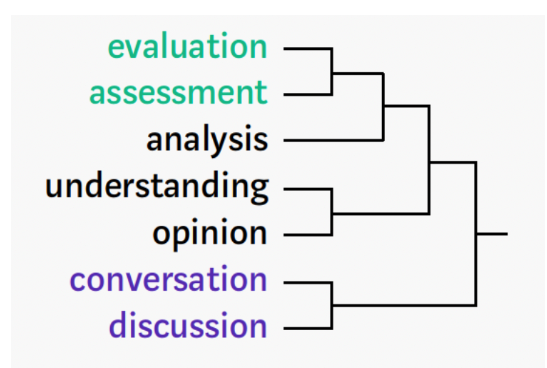 evaluation
assessment
analysis
understanding
opinion
conversation
discussion